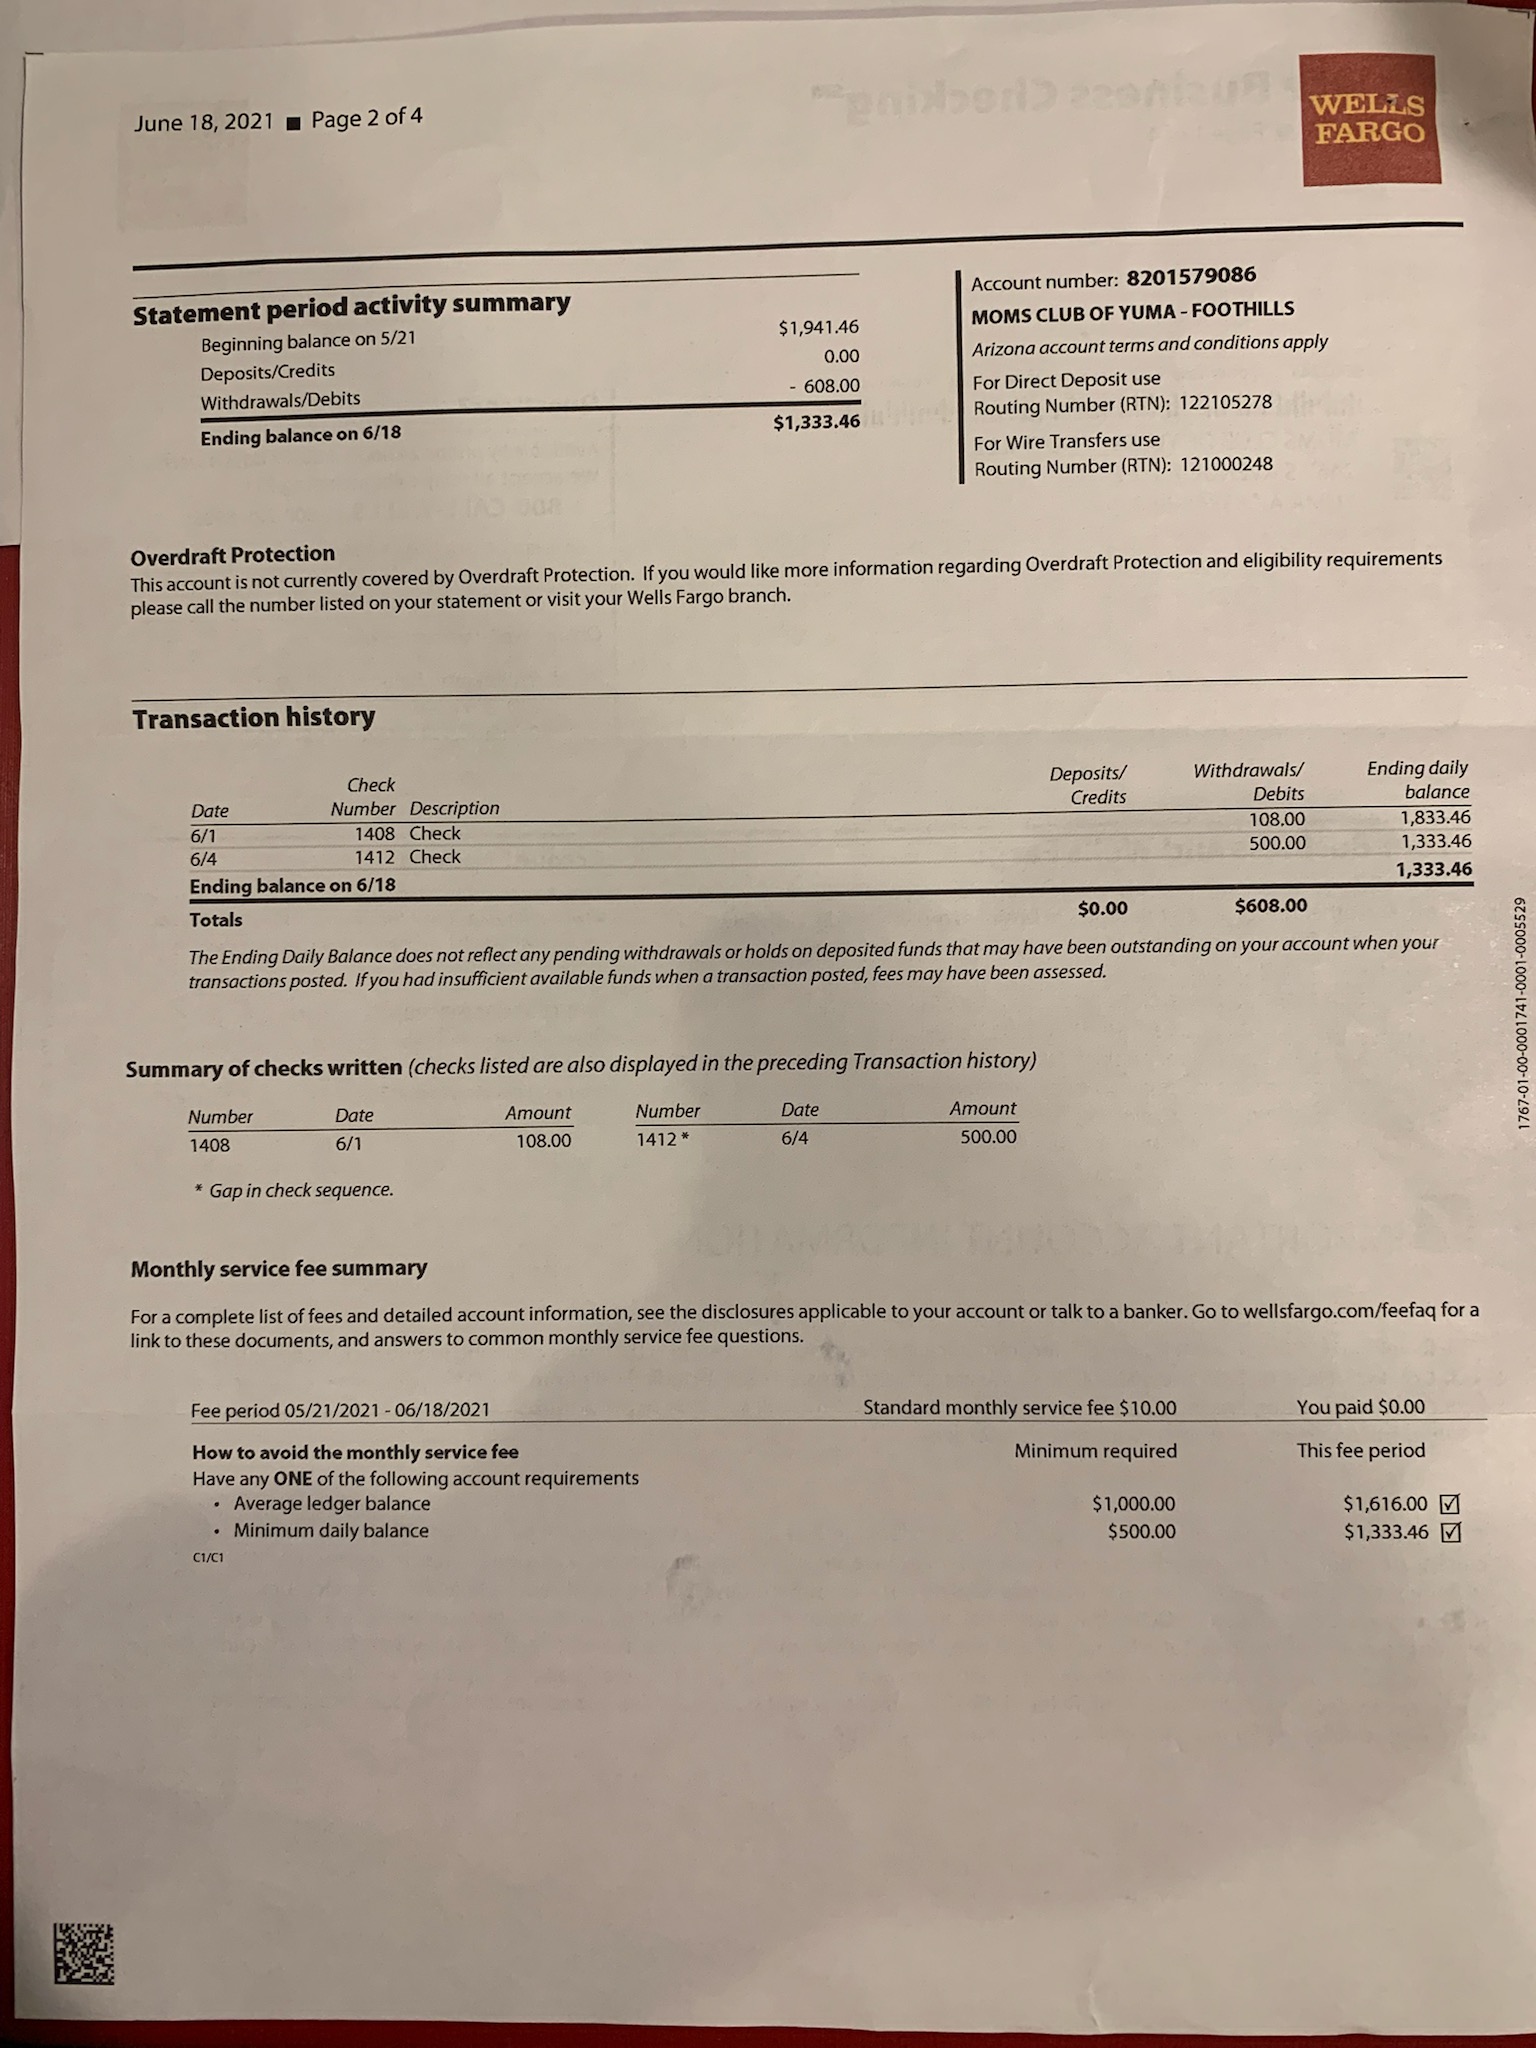 June 18, 2021 ■ Page 2 of 4
WELLS
FARGO
Statement period activity summary
Beginning balance on 5/21 $1,941.46
Deposits/Credits 0.00
Withdrawals/Debits - 608.00
Ending balance on 6/18 $1,333.46
Account number: 8201579086
MOMS CLUB OF YUMA - FOOTHILLS
Arizona account terms and conditions apply
For Direct Deposit use
Routing Number (RTN): 122105278
For Wire Transfers use
Routing Number (RTN): 121000248
Overdraft Protection
This account is not currently covered by Overdraft Protection. If you would like more information regarding Overdraft Protection and eligibility requirements
please call the number listed on your statement or visit your Wells Fargo branch.
Transaction history
Check Deposits/ Withdrawals/ Ending daily
Date Number Description Credits Debits balance
6/1 1408 Check 108.00 1,833.46
6/4 1412 Check 500.00 1,333.46
Ending balance on 6/18 1,333.46
Totals $0.00 $608.00
The Ending Daily Balance does not reflect any pending withdrawals or holds on deposited funds that may have been outstanding on your account when your
transactions posted. If you had insufficient available funds when a transaction posted, fees may have been assessed.
1767-01-00-0001741-0001-0005529
Summary of checks written (checks listed are also displayed in the preceding Transaction history)
Number Date Amount Number Date Amount
1408 6/1 108.00 1412 * 6/4 500.00
* Gap in check sequence.
Monthly service fee summary
For a complete list of fees and detailed account information, see the disclosures applicable to your account or talk to a banker. Go to wellsfargo.com/feefaq for a
link to these documents, and answers to common monthly service fee questions.
Fee period 05/21/2021 - 06/18/2021 Standard monthly service fee $10.00 You paid $0.00
How to avoid the monthly service fee Minimum required This fee period
Have any ONE of the following account requirements
• Average ledger balance $1,000.00 $1,616.00 ☑
• Minimum daily balance $500.00 $1,333.46 ☑
C1/C1